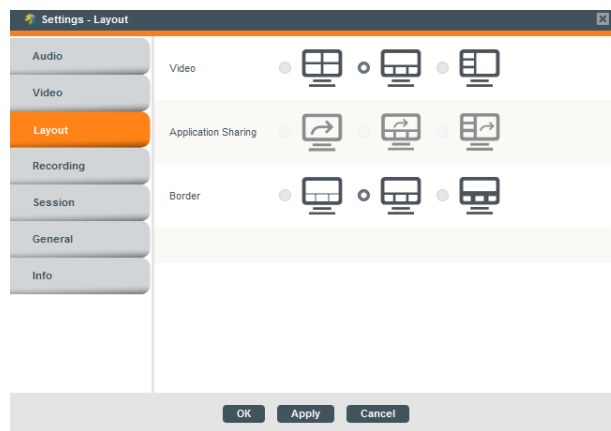 Settings - Layout
Audio
Video
Layout
Recording
Session
General
Info
Video
Application Sharing
Border
OK Apply Cancel